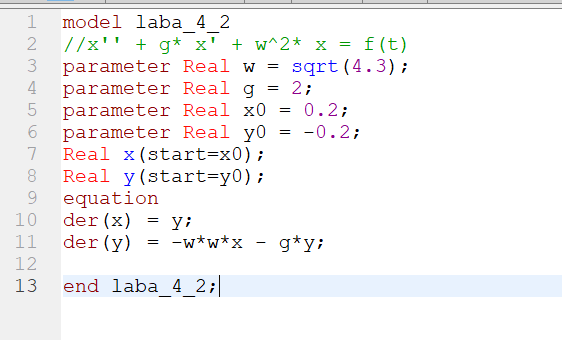 1 model laba_4_2
2 //x'' + g* x' + w^2* x = f(t)
3 parameter Real w = sqrt(4.3);
4 parameter Real g = 2;
5 parameter Real x0 = 0.2;
6 parameter Real y0 = -0.2;
7 Real x(start=x0);
8 Real y(start=y0);
9 equation
10 der(x) = y;
11 der(y) = -w*w*x - g*y;
12
13 end laba_4_2;